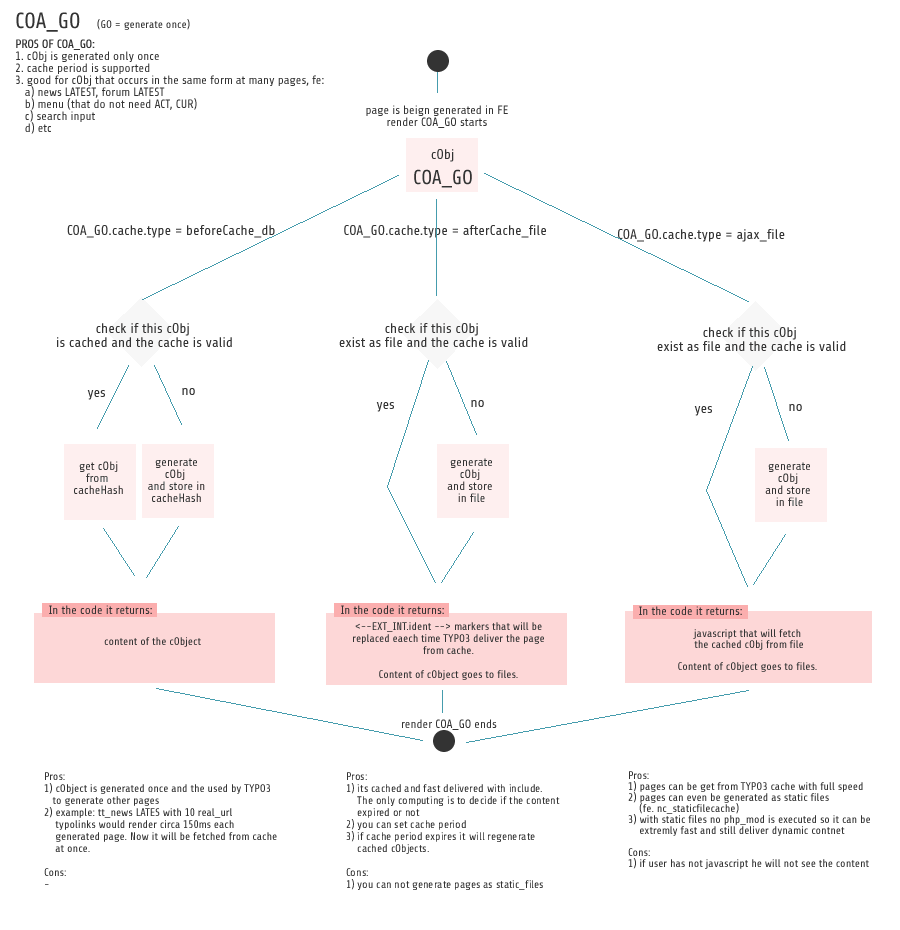 COA_GO (GO = generate once)
PROS OF COA_GO:
1. cObj is generated only once
2. cache period is supported
3. good for cObj that occurs in the same form at many pages, fe:
a) news LATEST, forum LATEST
b) menu (that do not need ACT, CUR)
c) search input
d) etc
page is beign generated in FE
render COA_GO starts
cObj
COA_GO
COA_GO.cache.type = beforeCache_db
COA_GO.cache.type = afterCache_file
COA_GO.cache.type = ajax_file
check if this cObj
is cached and the cache is valid
check if this cObj
exist as file and the cache is valid
check if this cObj
exist as file and the cache is valid
yes
no
yes
no
yes
no
get cObj
from
cacheHash
generate
cObj
and store in
cacheHash
generate
cObj
and store
in file
generate
cObj
and store
in file
In the code it returns:
content of the cObject
In the code it returns:
<--EXT_INT.ident --> markers that will be
replaced eaech time TYPO3 deliver the page
from cache.
Content of cObject goes to files.
In the code it returns:
javascript that will fetch
the cached cObj from file
Content of cObject goes to files.
render COA_GO ends
Pros:
1) cObject is generated once and the used by TYPO3
to generate other pages
2) example: tt_news LATES with 10 real_url
typolinks would render circa 150ms each
generated page. Now it will be fetched from cache
at once.
Cons:
-
Pros:
1) its cached and fast delivered with include.
The only computing is to decide if the content
expired or not
2) you can set cache period
3) if cache period expires it will regenerate
cached cObjects.
Cons:
1) you can not generate pages as static_files
Pros:
1) pages can be get from TYPO3 cache with full speed
2) pages can even be generated as static files
(fe. nc_staticfilecache)
3) with static files no php_mod is executed so it can be
extremly fast and still deliver dynamic contnet
Cons:
1) if user has not javascript he will not see the content